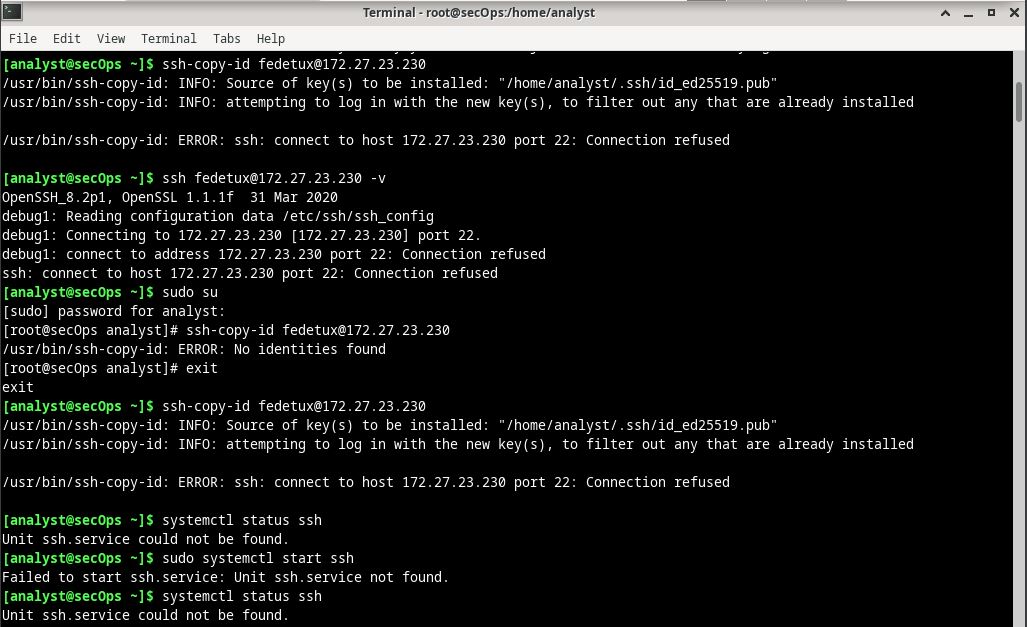 Terminal - root@secOps:/home/analyst
File Edit View Terminal Tabs Help
[analyst@secOps ~]$ ssh-copy-id fedetux@172.27.23.230
/usr/bin/ssh-copy-id: INFO: Source of key(s) to be installed: "/home/analyst/.ssh/id_ed25519.pub"
/usr/bin/ssh-copy-id: INFO: attempting to log in with the new key(s), to filter out any that are already installed
/usr/bin/ssh-copy-id: ERROR: ssh: connect to host 172.27.23.230 port 22: Connection refused
[analyst@secOps ~]$ ssh fedetux@172.27.23.230 -v
OpenSSH_8.2p1, OpenSSL 1.1.1f  31 Mar 2020
debug1: Reading configuration data /etc/ssh/ssh_config
debug1: Connecting to 172.27.23.230 [172.27.23.230] port 22.
debug1: connect to address 172.27.23.230 port 22: Connection refused
ssh: connect to host 172.27.23.230 port 22: Connection refused
[analyst@secOps ~]$ sudo su
[sudo] password for analyst:
[root@secOps analyst]# ssh-copy-id fedetux@172.27.23.230
/usr/bin/ssh-copy-id: ERROR: No identities found
[root@secOps analyst]# exit
exit
[analyst@secOps ~]$ ssh-copy-id fedetux@172.27.23.230
/usr/bin/ssh-copy-id: INFO: Source of key(s) to be installed: "/home/analyst/.ssh/id_ed25519.pub"
/usr/bin/ssh-copy-id: INFO: attempting to log in with the new key(s), to filter out any that are already installed
/usr/bin/ssh-copy-id: ERROR: ssh: connect to host 172.27.23.230 port 22: Connection refused
[analyst@secOps ~]$ systemctl status ssh
Unit ssh.service could not be found.
[analyst@secOps ~]$ sudo systemctl start ssh
Failed to start ssh.service: Unit ssh.service not found.
[analyst@secOps ~]$ systemctl status ssh
Unit ssh.service could not be found.